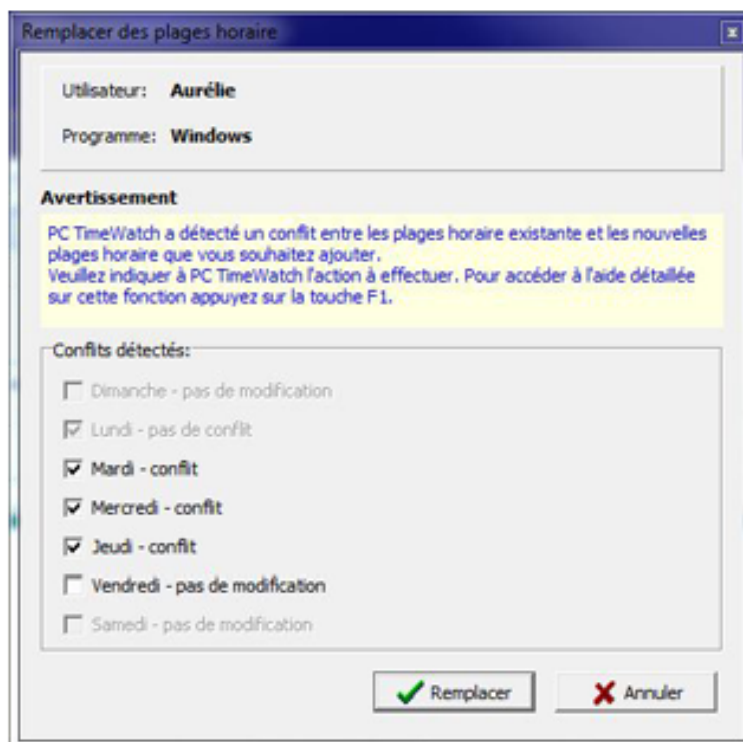 Remplacer des plages horaire
Utilisateur: Aurélie
Programme: Windows
Avertissement
PC TimeWatch a détecté un conflit entre les plages horaire existante et les nouvelles
plages horaire que vous souhaitez ajouter.
Veuillez indiquer à PC TimeWatch l'action à effectuer. Pour accéder à l'aide détaillée
sur cette fonction appuyez sur la touche F1.
Confits détectés:
Dimanche - pas de modification
Lundi - pas de conflit
Mardi - conflit
Mercredi - conflit
Jeudi - conflit
Vendredi - pas de modification
Samedi - pas de modification
Remplacer Annuler